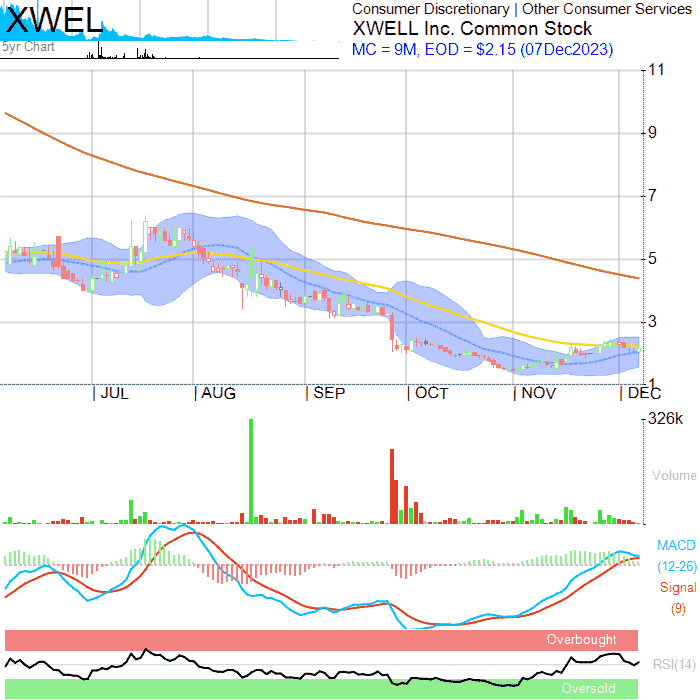 XWEL
5yr Chart
Consumer Discretionary | Other Consumer Services
XWELL Inc. Common Stock
MC = 9M, EOD = $2.15 (07Dec2023)
11
9
7
5
3
1
JUL AUG SEP OCT NOV DEC
326k
Volume
MACD
(12-26)
Signal
(9)
Overbought
RSI(14)
Oversold